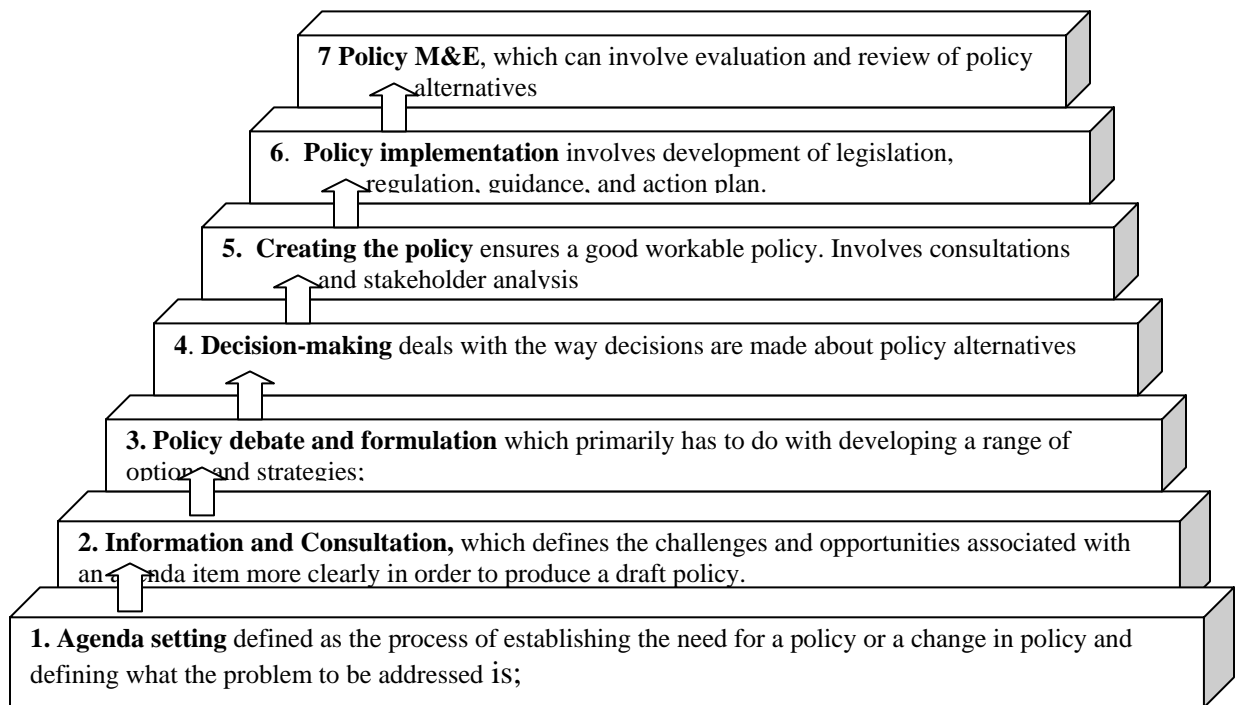 7 Policy M&E, which can involve evaluation and review of policy
alternatives
6. Policy implementation involves development of legislation,
regulation, guidance, and action plan.
5. Creating the policy ensures a good workable policy. Involves consultations
and stakeholder analysis
4. Decision-making deals with the way decisions are made about policy alternatives
3. Policy debate and formulation which primarily has to do with developing a range of
options and strategies;
2. Information and Consultation, which defines the challenges and opportunities associated with
an agenda item more clearly in order to produce a draft policy.
1. Agenda setting defined as the process of establishing the need for a policy or a change in policy and
defining what the problem to be addressed is;